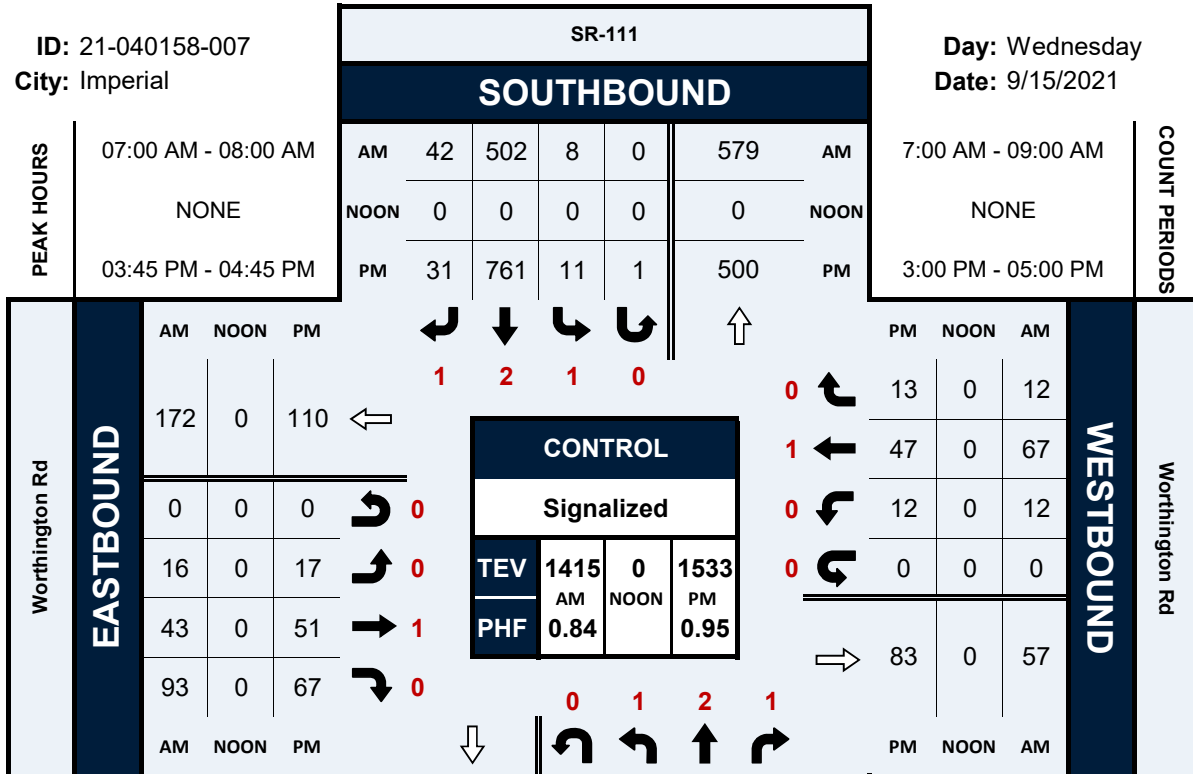 ID: 21-040158-007
City: Imperial
SR-111
SOUTHBOUND
Day: Wednesday
Date: 9/15/2021
PEAK HOURS
07:00 AM - 08:00 AM
NONE
03:45 PM - 04:45 PM
AM 42 502 8 0 579 AM
NOON 0 0 0 0 0 NOON
PM 31 761 11 1 500 PM
7:00 AM - 09:00 AM
NONE
3:00 PM - 05:00 PM
COUNT PERIODS
1 2 1 0
Worthington Rd
EASTBOUND
AM NOON PM
172 0 110
0 0 0 0
16 0 17 0
43 0 51 1
93 0 67 0
AM NOON PM
CONTROL
Signalized
TEV 1415 0 1533
AM NOON PM
PHF 0.84 0.95
PM NOON AM
0 13 0 12
1 47 0 67
0 12 0 12
0 0 0 0
83 0 57
PM NOON AM
WESTBOUND
Worthington Rd
0 1 2 1